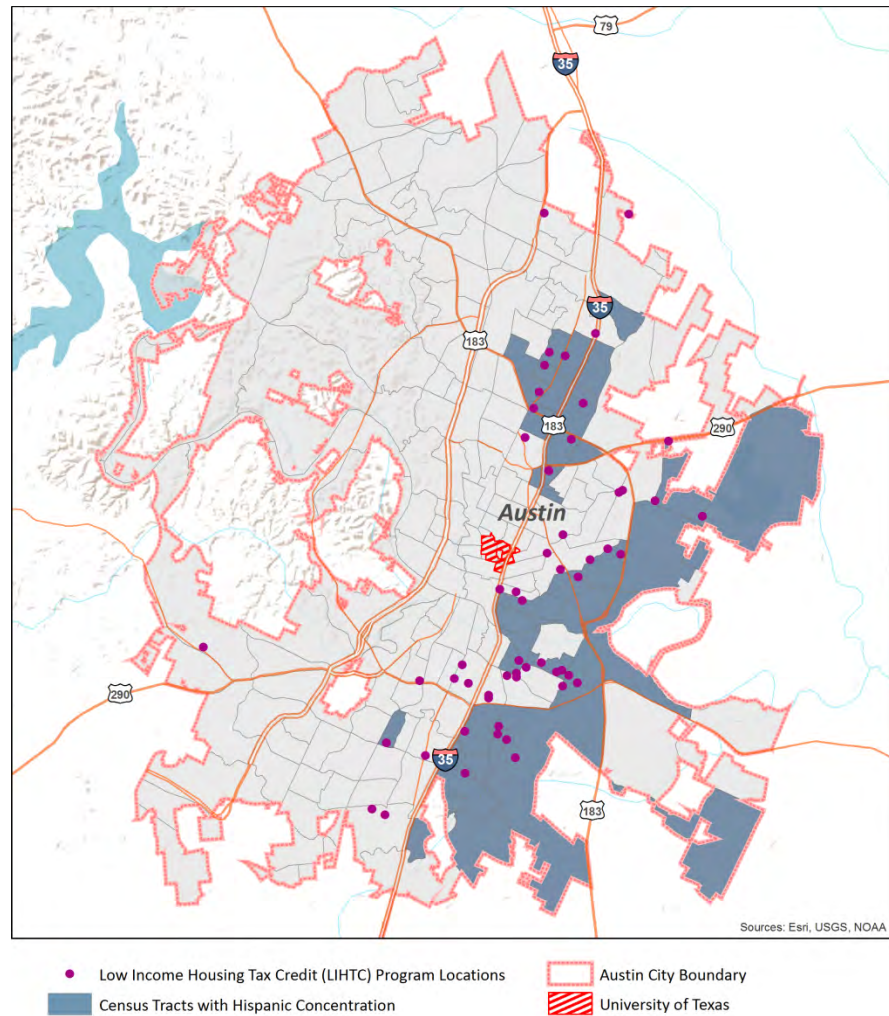 79
35
35
183
183
290
Austin
290
35
183
Sources: Esri, USGS, NOAA
Low Income Housing Tax Credit (LIHTC) Program Locations
Austin City Boundary
Census Tracts with Hispanic Concentration
University of Texas